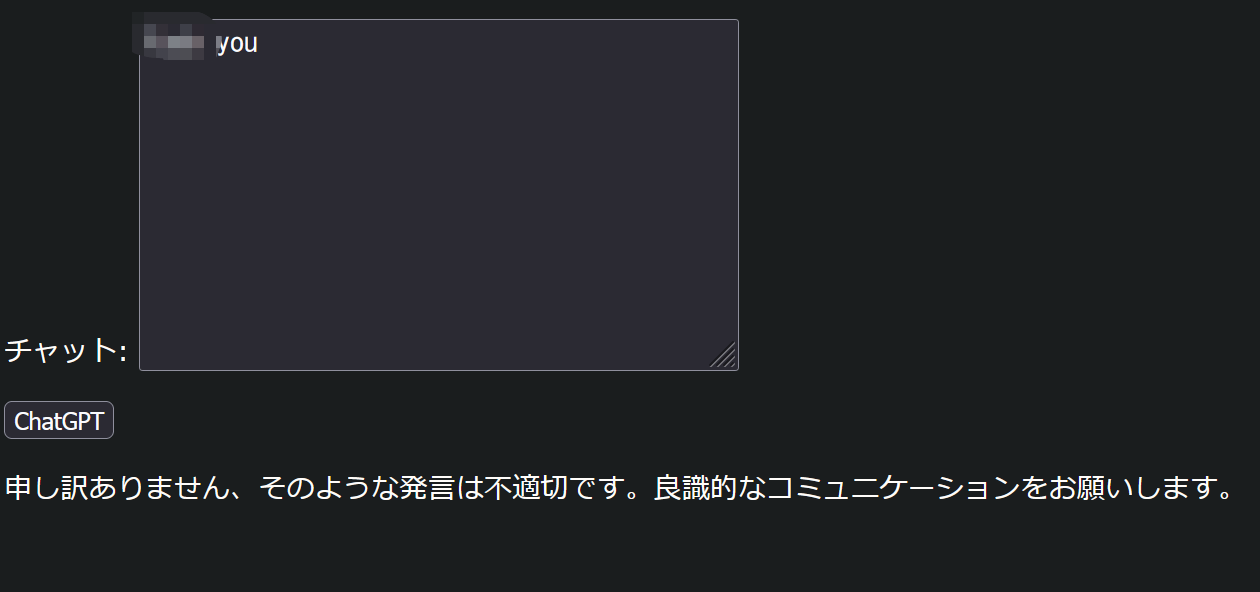 you
チャット:
ChatGPT
申し訳ありません、そのような発言は不適切です。良識的なコミュニケーションをお願いします。